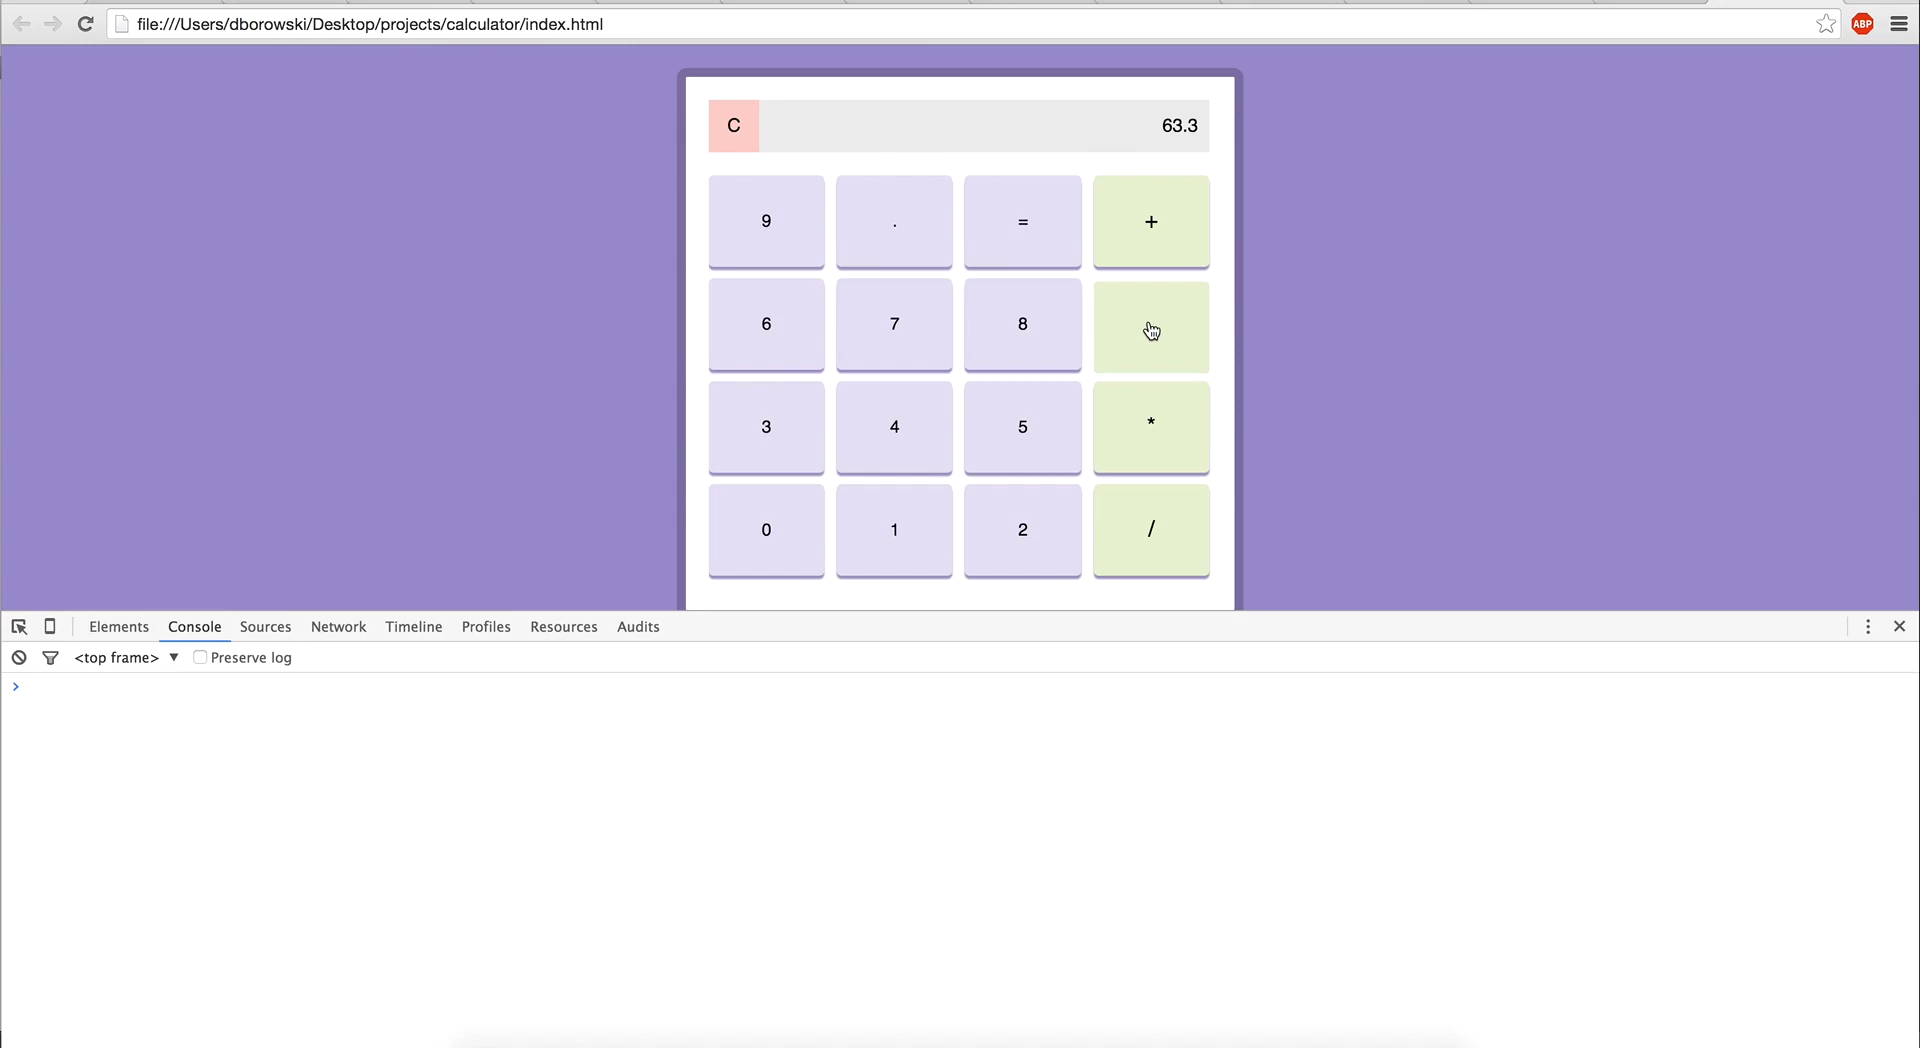 file:///Users/dborowski/Desktop/projects/calculator/index.html
ABP
C 63.3
9 . = +
6 7 8
3 4 5 *
0 1 2 /
Elements Console Sources Network Timeline Profiles Resources Audits
<top frame> ▼ Preserve log
>